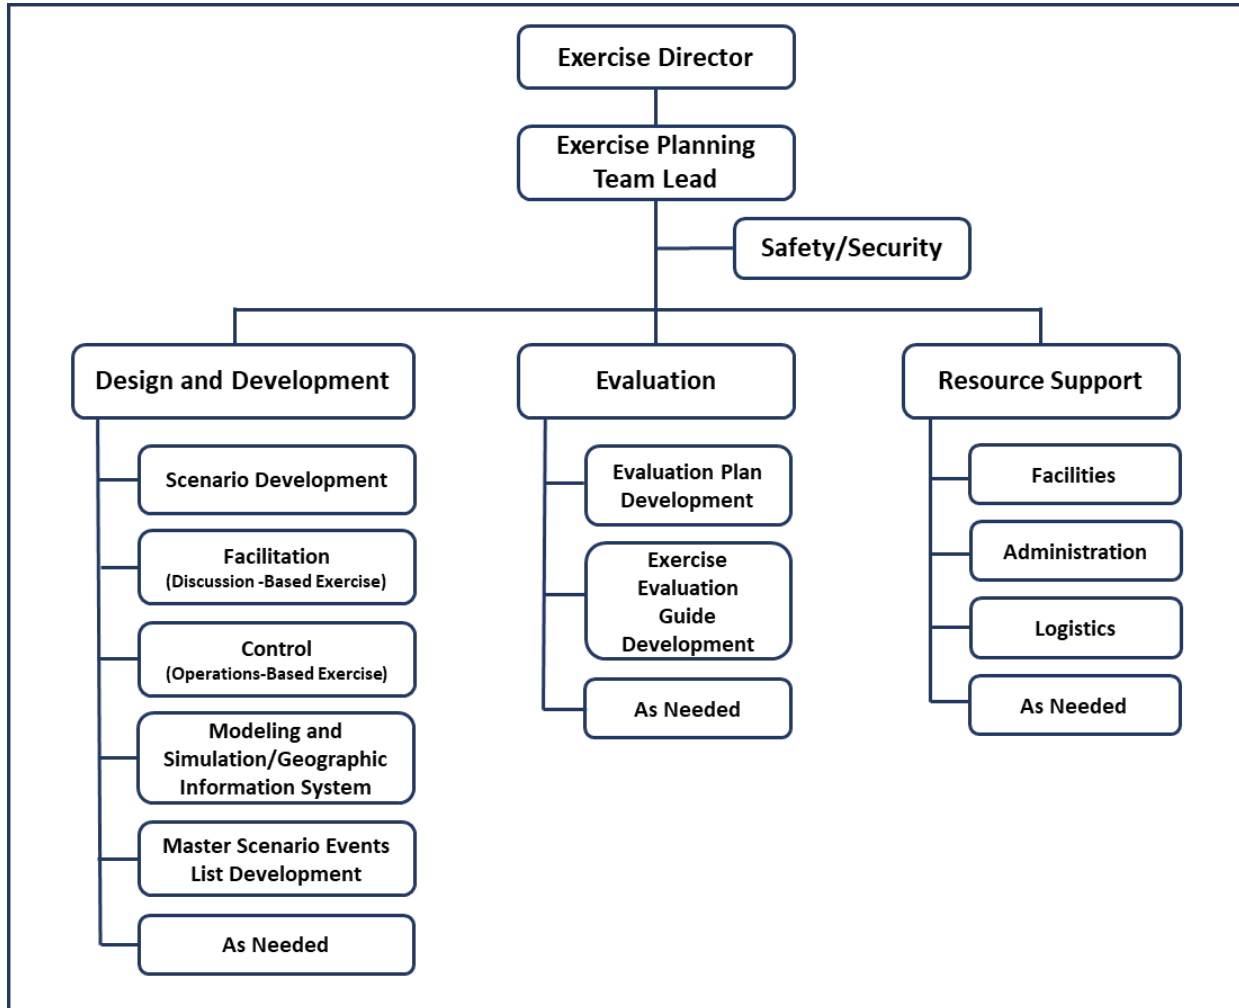 Exercise Director
Exercise Planning
Team Lead
Safety/Security
Design and Development
Scenario Development
Facilitation
(Discussion -Based Exercise)
Control
(Operations-Based Exercise)
Modeling and
Simulation/Geographic
Information System
Master Scenario Events
List Development
As Needed
Evaluation
Evaluation Plan
Development
Exercise
Evaluation
Guide
Development
As Needed
Resource Support
Facilities
Administration
Logistics
As Needed